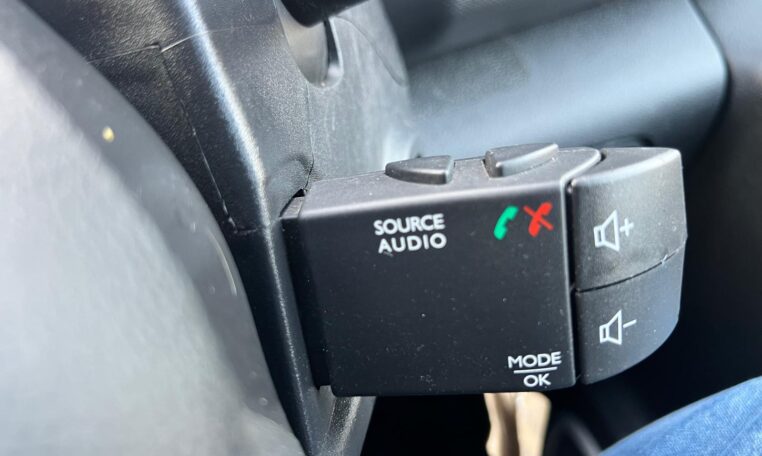 SOURCE
AUDIO
+
-
MODE
OK